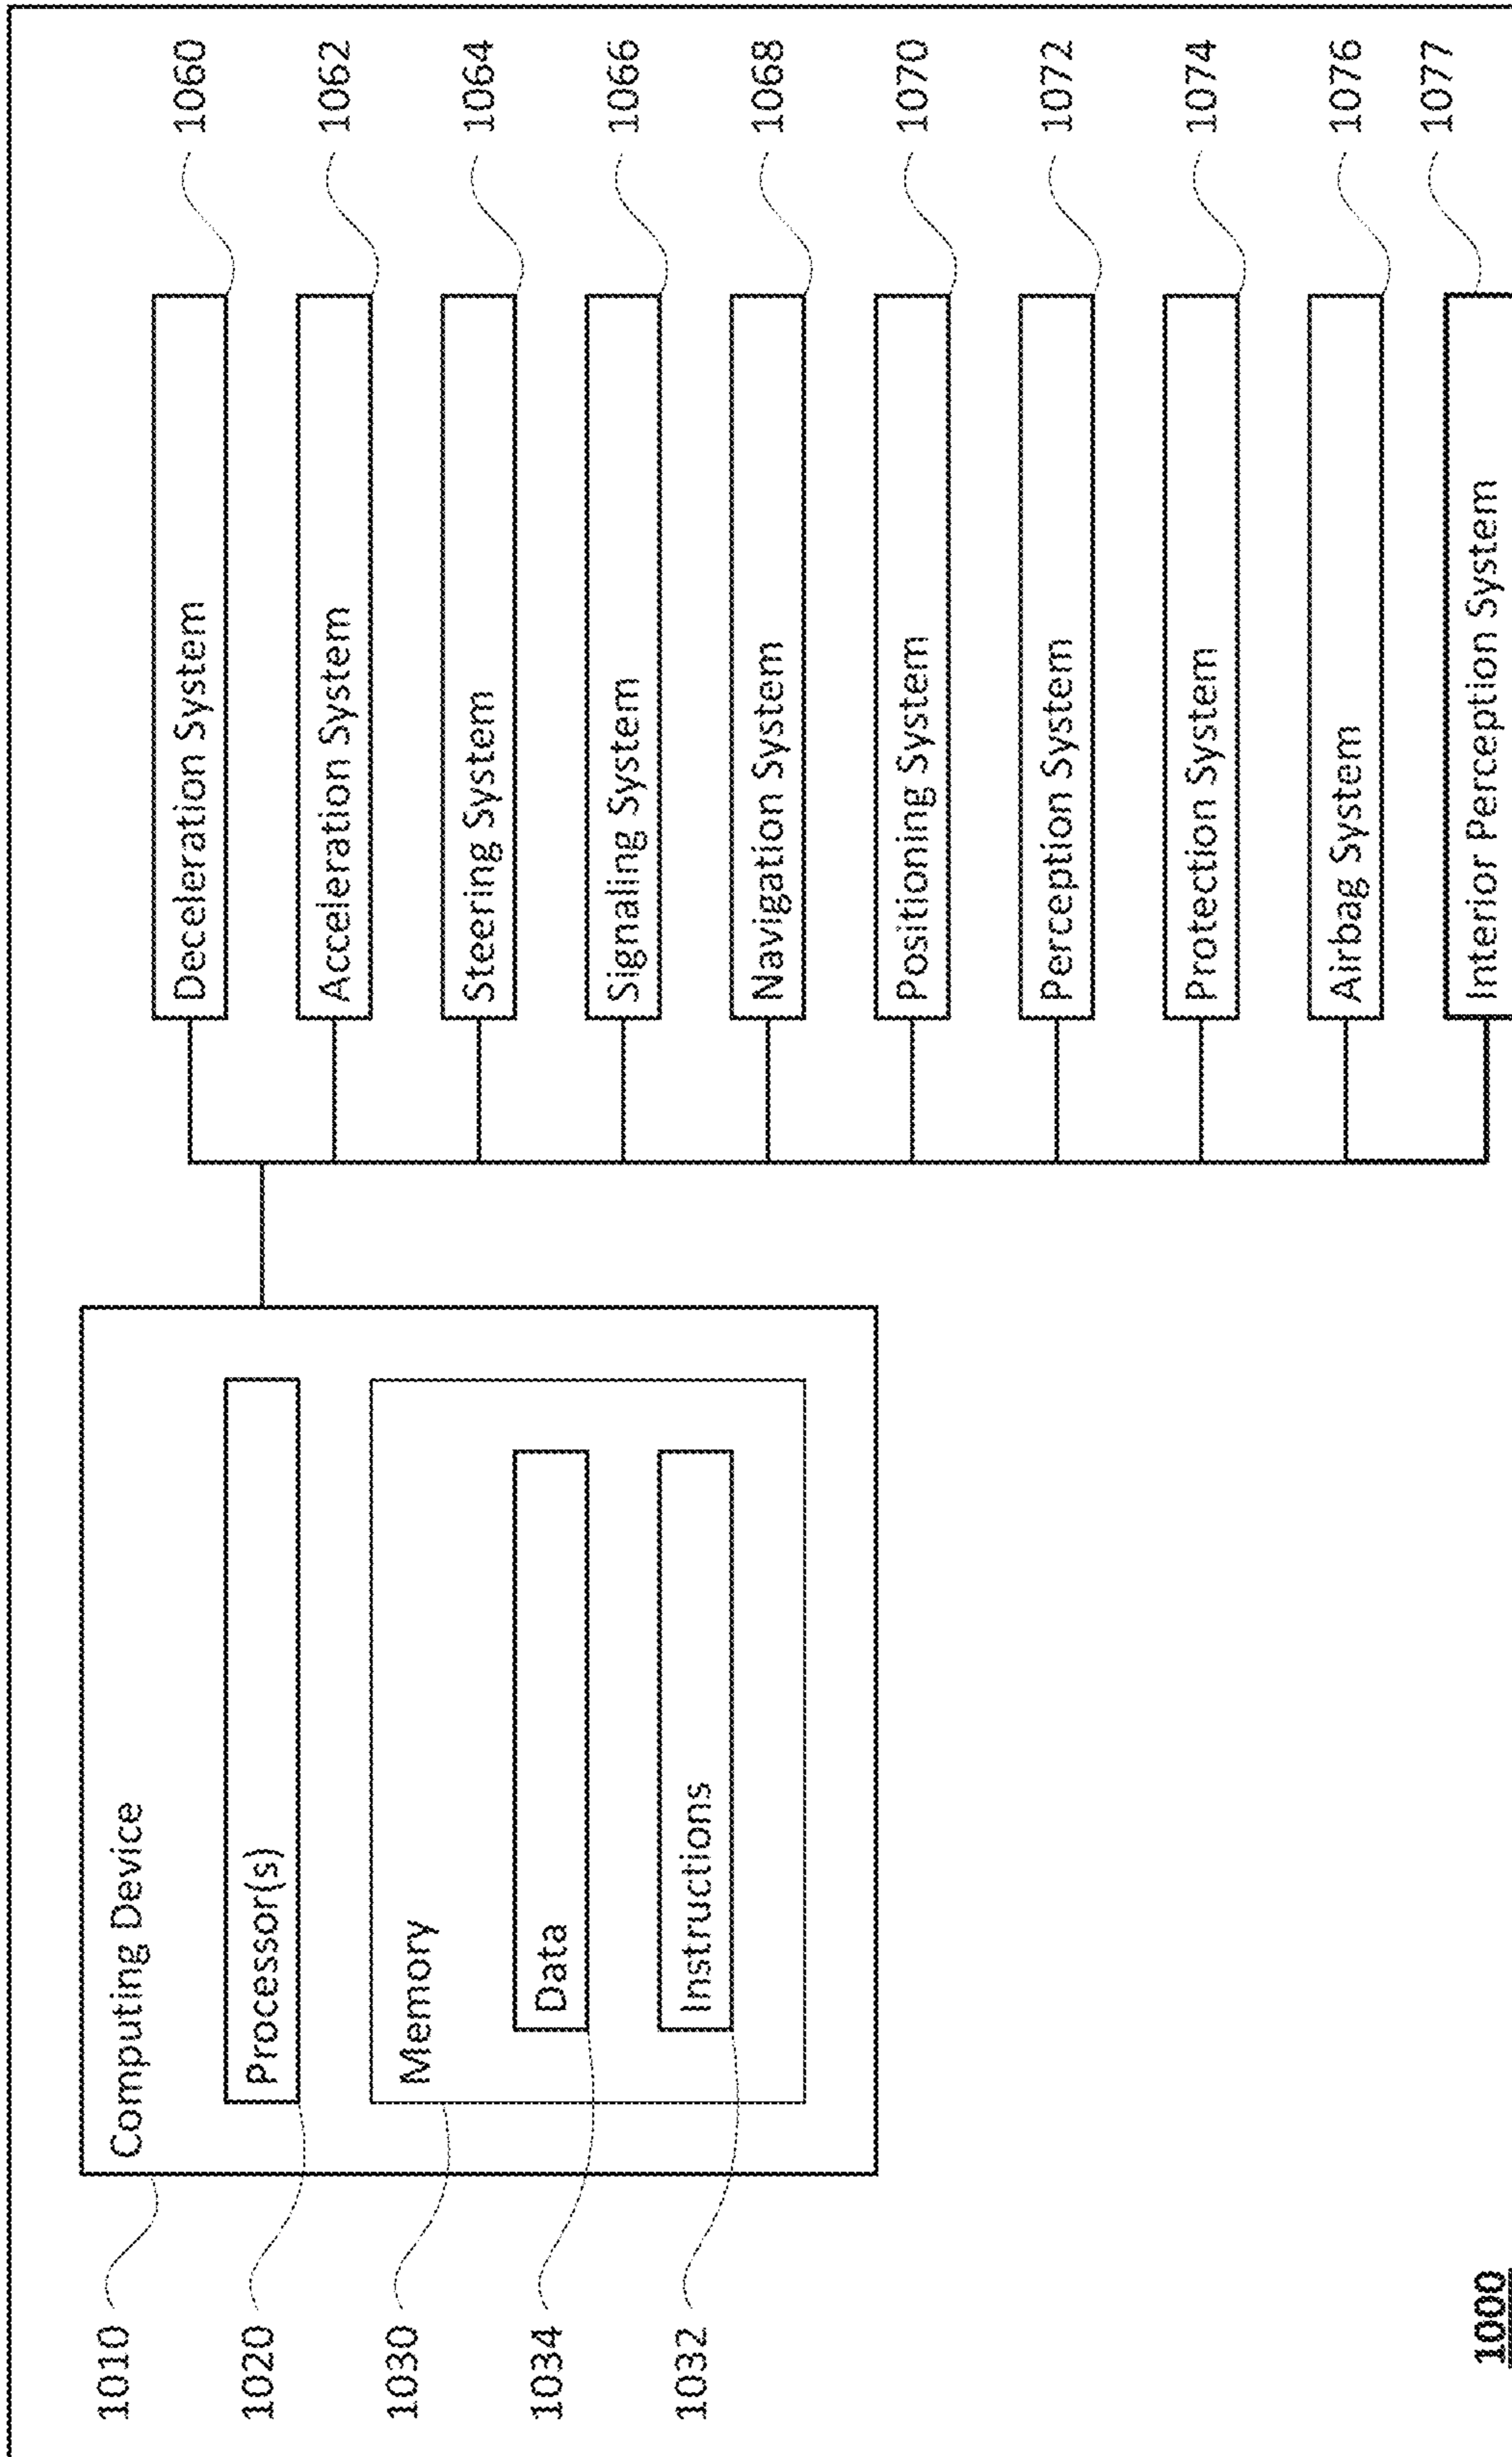 Computing Device
1010
Processor(s)
1020
Memory
1030
Data
1034
Instructions
1032
Deceleration System
1060
Acceleration System
1062
Steering System
1064
Signaling System
1066
Navigation System
1068
Positioning System
1070
Perception System
1072
Protection System
1074
Airbag System
1076
Interior Perception System
1077
1000